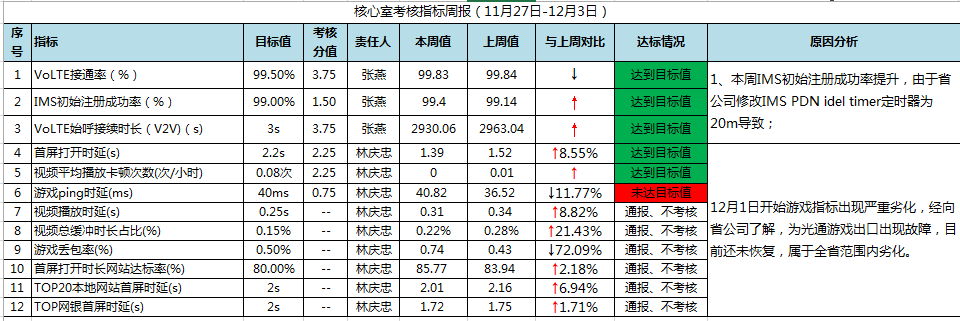 核心室考核指标周报（11月27日-12月3日）
序号 指标 目标值 考核分值 责任人 本周值 上周值 与上周对比 达标情况 原因分析
1 VoLTE接通率（%） 99.50% 3.75 张燕 99.83 99.84 ↓ 达到目标值
2 IMS初始注册成功率（%） 99.00% 1.50 张燕 99.4 99.14 ↑ 达到目标值
3 VoLTE始呼接续时长（V2V)（s) 3s 3.75 张燕 2930.06 2963.04 ↑ 达到目标值
1、本周IMS初始注册成功率提升，由于省
公司修改IMS PDN idel timer定时器为
20m导致；
4 首屏打开时延(s) 2.2s 2.25 林庆忠 1.39 1.52 ↑8.55% 达到目标值
5 视频平均播放卡顿次数(次/小时) 0.08次 2.25 林庆忠 0 0.01 ↑ 达到目标值
6 游戏ping时延(ms) 40ms 0.75 林庆忠 40.82 36.52 ↓11.77% 未达目标值
7 视频播放时延(s) 0.25s -- 林庆忠 0.31 0.34 ↑8.82% 通报、不考核
8 视频总缓冲时长占比(%) 0.15% -- 林庆忠 0.22% 0.28% ↑21.43% 通报、不考核
9 游戏丢包率(%) 0.50% -- 林庆忠 0.74 0.43 ↓72.09% 通报、不考核
10 首屏打开时长网站达标率(%) 80.00% -- 林庆忠 85.77 83.94 ↑2.18% 通报、不考核
11 TOP20本地网站首屏时延(s) 2s -- 林庆忠 2.01 2.16 ↑6.94% 通报、不考核
12 TOP网银首屏时延(s) 2s -- 林庆忠 1.72 1.75 ↑1.71% 通报、不考核
12月1日开始游戏指标出现严重劣化，经向
省公司了解，为光通游戏出口出现故障，目
前还未恢复，属于全省范围内劣化。